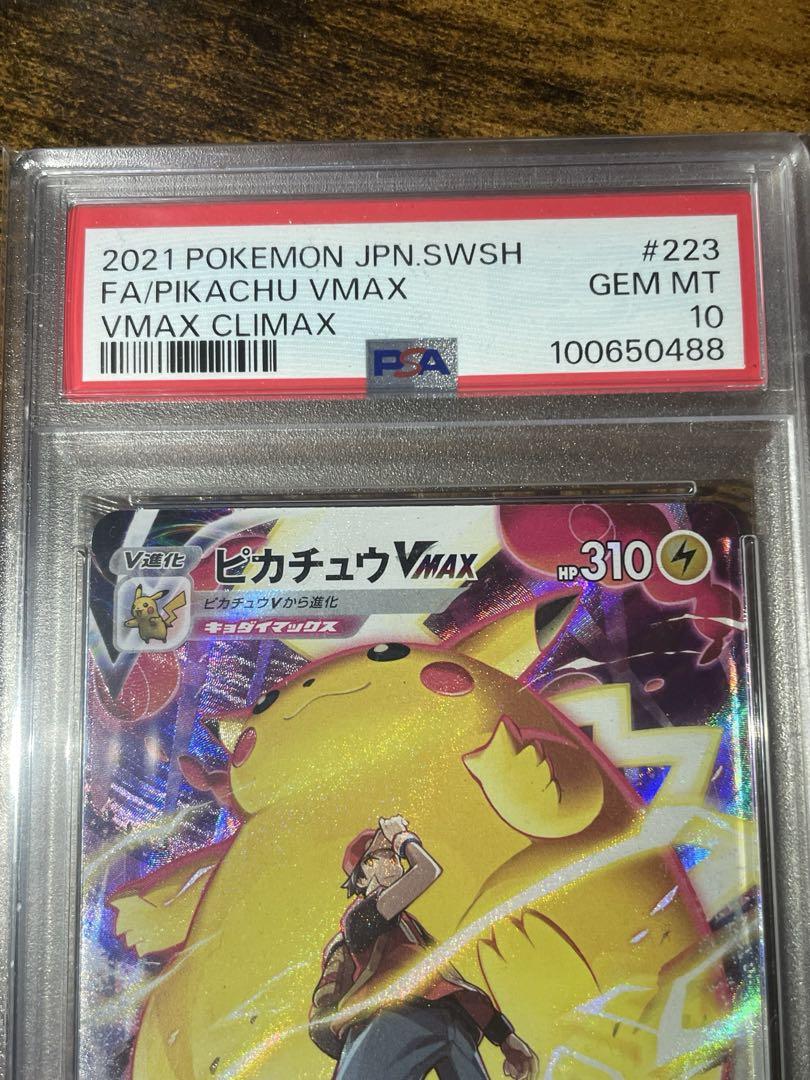 2021 POKEMON JPN.SWSH #223
FA/PIKACHU VMAX GEM MT
VMAX CLIMAX 10
PSA 100650488
V進化 ピカチュウVMAX HP310
ピカチュウVから進化
キョダイマックス